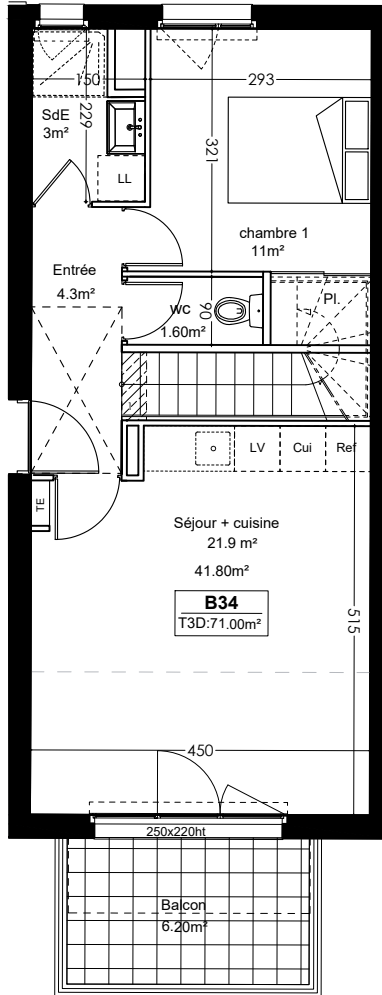 150
293
SdE
3m²
229
321
LL
chambre 1
11m²
Entrée
4.3m²
wc
1.60m²
90
Pl.
LV
Cui
Ref
TE
Séjour + cuisine
21.9 m²
41.80m²
B34
T3D:71.00m²
515
450
250x220ht
Balcon
6.20m²